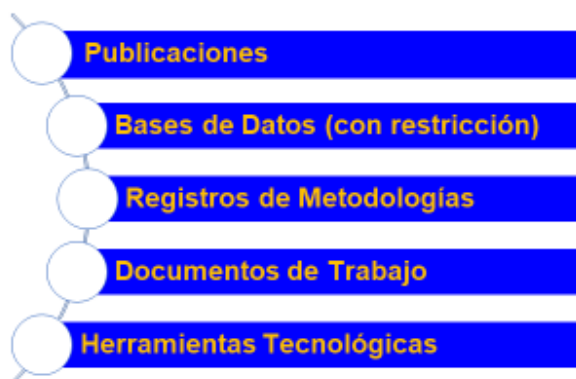 Publicaciones
Bases de Datos (con restricción)
Registros de Metodologías
Documentos de Trabajo
Herramientas Tecnológicas